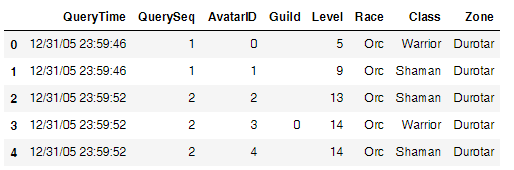 QueryTime QuerySeq AvatarID Guild Level Race Class Zone
0 12/31/05 23:59:46 1 0 5 Orc Warrior Durotar
1 12/31/05 23:59:46 1 1 9 Orc Shaman Durotar
2 12/31/05 23:59:52 2 2 13 Orc Shaman Durotar
3 12/31/05 23:59:52 2 3 0 14 Orc Warrior Durotar
4 12/31/05 23:59:52 2 4 14 Orc Shaman Durotar